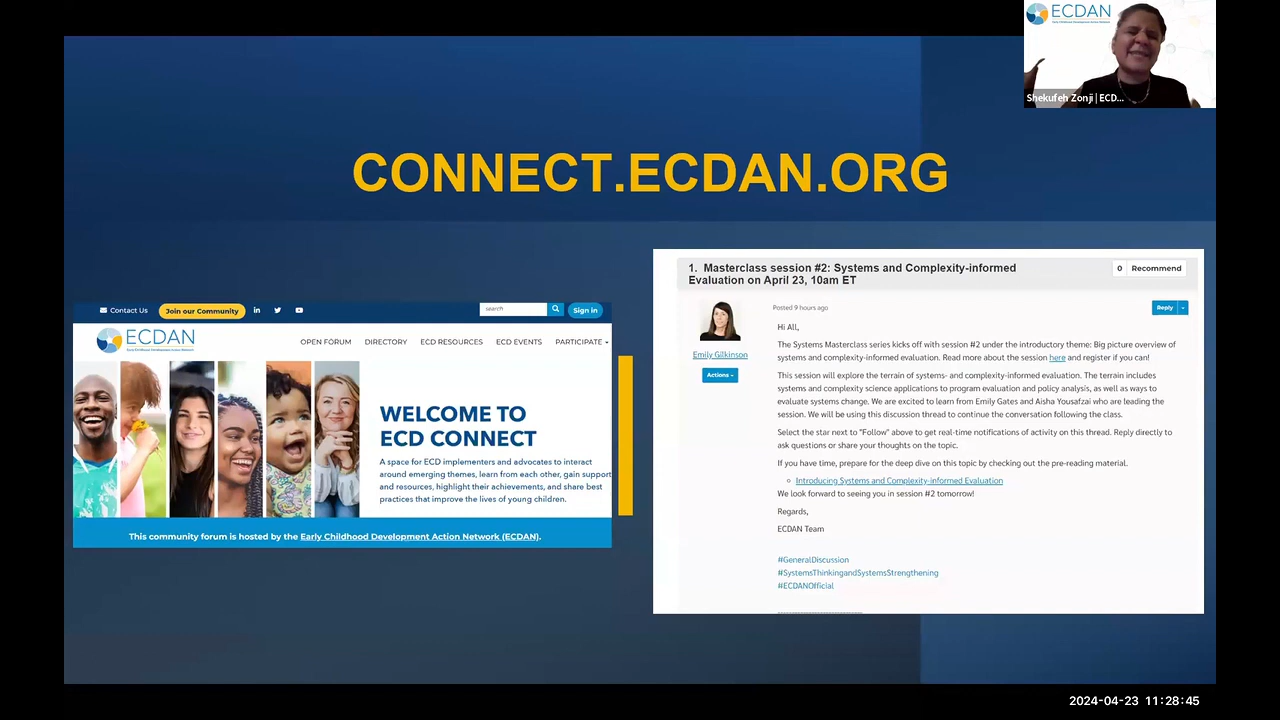 ECDAN
Early Childhood Development Action Network
Shekufeh Zonji | ECD...
CONNECT.ECDAN.ORG
Contact Us
Join our Community
search
Sign in
ECDAN
Early Childhood Development Action Network
OPEN FORUM
DIRECTORY
ECD RESOURCES
ECD EVENTS
PARTICIPATE
WELCOME TO
ECD CONNECT
A space for ECD implementers and advocates to interact
around emerging themes, learn from each other, gain support
and resources, highlight their achievements, and share best
practices that improve the lives of young children.
This community forum is hosted by the Early Childhood Development Action Network (ECDAN).
1. Masterclass session #2: Systems and Complexity-informed
Evaluation on April 23, 10am ET
0 Recommend
Posted 9 hours ago
Reply
Emily Gilkinson
Actions
Hi All,
The Systems Masterclass series kicks off with session #2 under the introductory theme: Big picture overview of
systems and complexity-informed evaluation. Read more about the session here and register if you can!
This session will explore the terrain of systems- and complexity-informed evaluation. The terrain includes
systems and complexity science applications to program evaluation and policy analysis, as well as ways to
evaluate systems change. We are excited to learn from Emily Gates and Aisha Yousafzai who are leading the
session. We will be using this discussion thread to continue the conversation following the class.
Select the star next to "Follow" above to get real-time notifications of activity on this thread. Reply directly to
ask questions or share your thoughts on the topic.
If you have time, prepare for the deep dive on this topic by checking out the pre-reading material.
Introducing Systems and Complexity-informed Evaluation
We look forward to seeing you in session #2 tomorrow!
Regards,
ECDAN Team
#GeneralDiscussion
#SystemsThinkingandSystemsStrengthening
#ECDANOfficial
2024-04-23 11:28:45